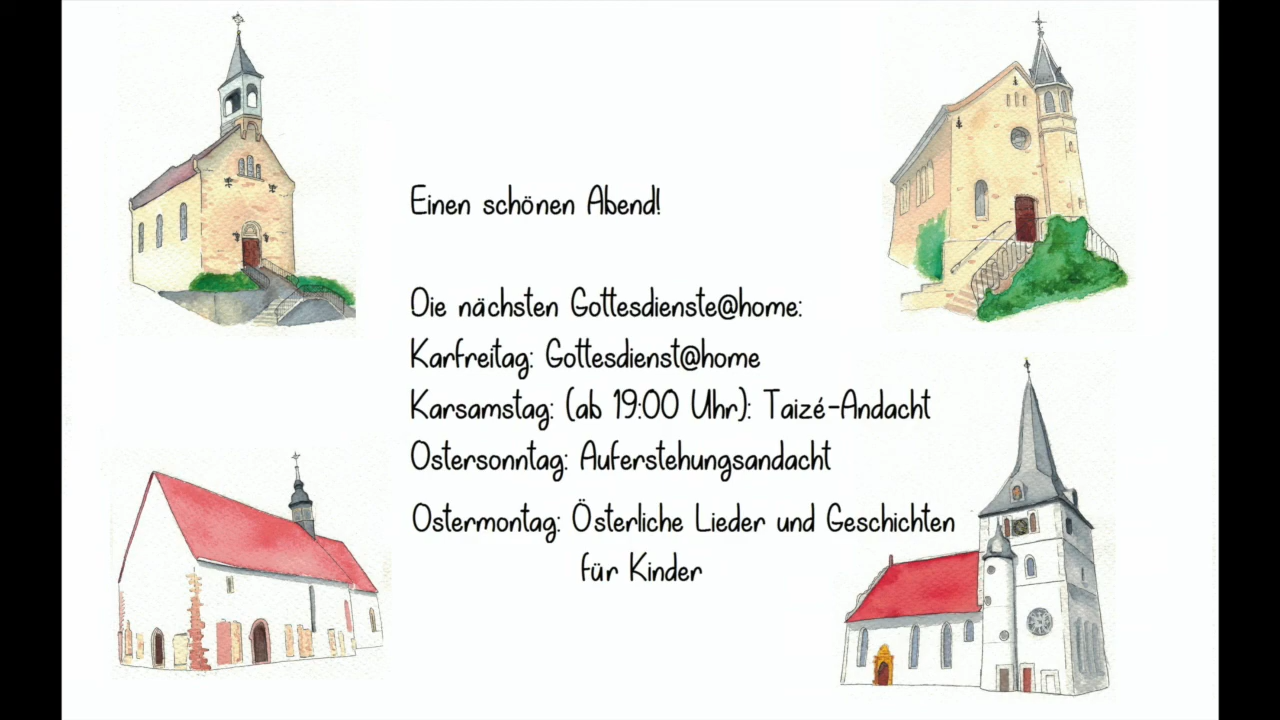 Einen schönen Abend!
Die nächsten Gottesdienste@home:
Karfreitag: Gottesdienst@home
Karsamstag: (ab 19:00 Uhr): Taizé-Andacht
Ostersonntag: Auferstehungsandacht
Ostermontag: Österliche Lieder und Geschichten
für Kinder